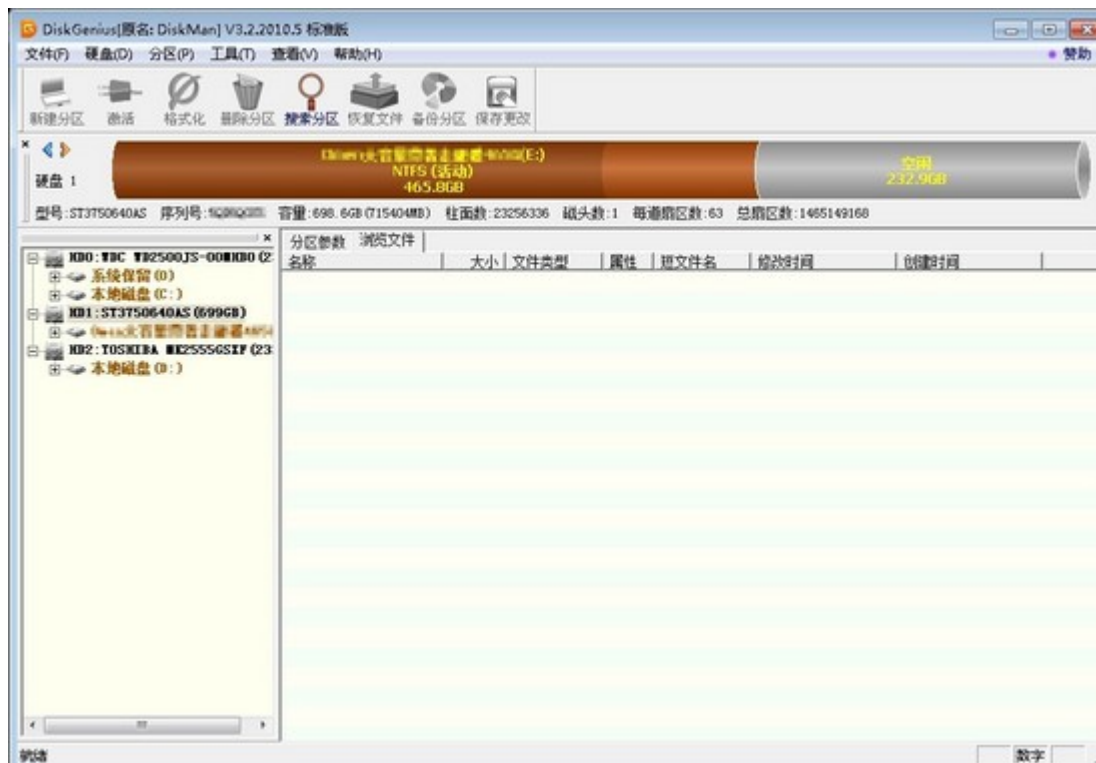 DiskGenius[原名: DiskMan] V3.2.2010.5 标准版
文件(F) 硬盘(D) 分区(P) 工具(T) 查看(V) 帮助(H) 赞助
新建分区 激活 格式化 删除分区 搜索分区 恢复文件 备份分区 保存更改
(E:)
NTFS (活动)
465.8GB
空闲
232.9GB
硬盘 1
型号:ST3750640AS 序列号: 容量:698.6GB(715404MB) 柱面数:23256336 磁头数:1 每道扇区数:63 总扇区数:1465149168
分区参数 浏览文件
名称 大小 文件类型 属性 短文件名 修改时间 创建时间
HD0:WDC WD2500JS-00MHB0(2
系统保留(0)
本地磁盘(C:)
HD1:ST3750640AS(699GB)
HD2:TOSHIBA MK2555GSXF(23
本地磁盘(D:)
就绪 数字